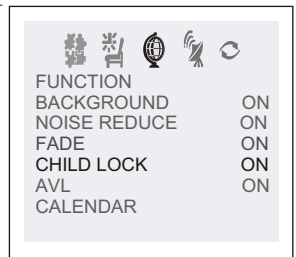 FUNCTION
BACKGROUND ON
NOISE REDUCE ON
FADE ON
CHILD LOCK ON
AVL ON
CALENDAR